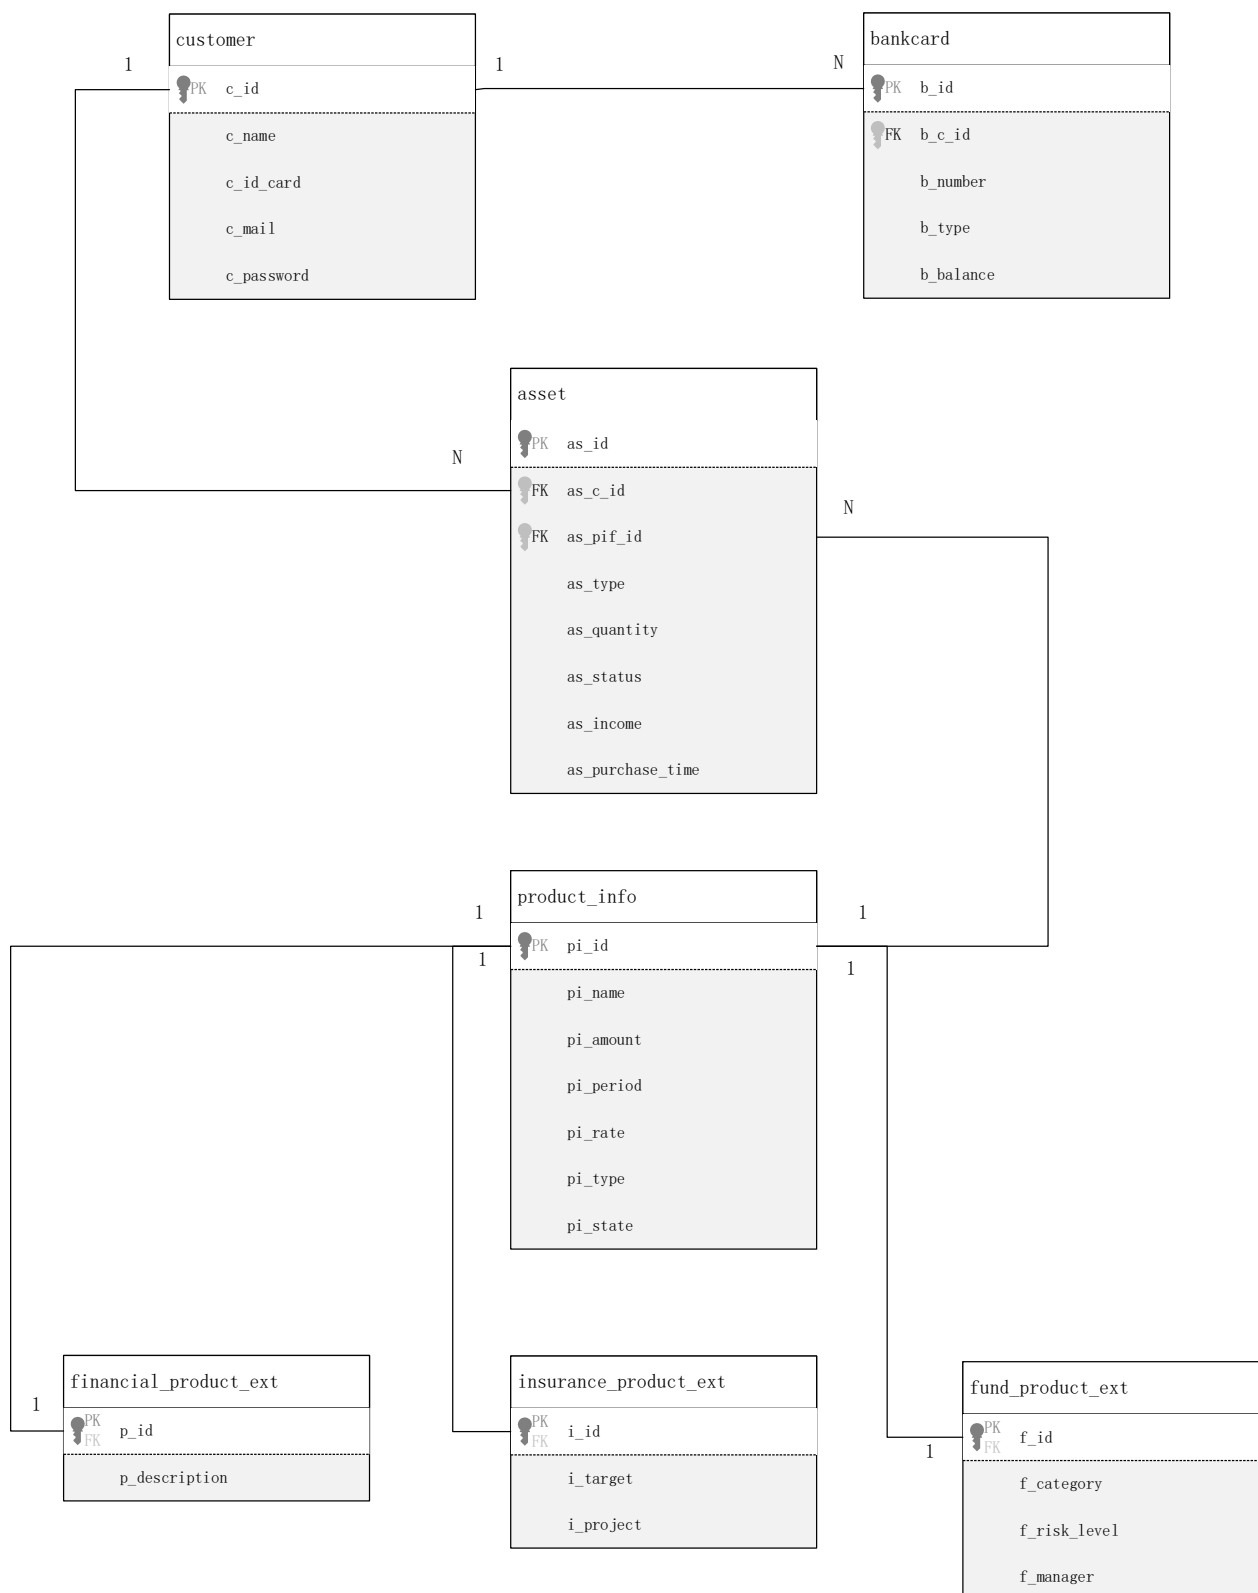 customer
1
1
PK c_id
c_name
c_id_card
c_mail
c_password
bankcard
N
PK b_id
FK b_c_id
b_number
b_type
b_balance
asset
PK as_id
N
FK as_c_id
N
FK as_pif_id
as_type
as_quantity
as_status
as_income
as_purchase_time
product_info
1
1
PK pi_id
1
1
pi_name
pi_amount
pi_period
pi_rate
pi_type
pi_state
financial_product_ext
1
PK
FK p_id
p_description
insurance_product_ext
PK
FK i_id
i_target
i_project
fund_product_ext
PK
FK f_id
1
f_category
f_risk_level
f_manager